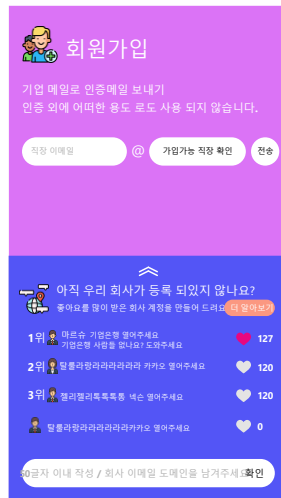 회원가입
기업 메일로 인증메일 보내기
인증 외에 어떠한 용도 로도 사용 되지 않습니다.
직장 이메일 @ 가입가능 직장 확인 전송
아직 우리 회사가 등록 되있지 않나요?
좋아요를 많이 받은 회사 계정을 만들어 드려요 더 알아보기
1위 마르슈 기업은행 열어주세요 127
기업은행 사람들 없나요? 도와주세요
2위 탈룰라랑라라라라라라 카카오 열어주세요 120
3위 젤리젤리톡톡톡통 넥슨 열어주세요 120
탈룰라랑라라라라라라카카오 열어주세요 0
50글자 이내 작성 / 회사 이메일 도메인을 남겨주세요 확인